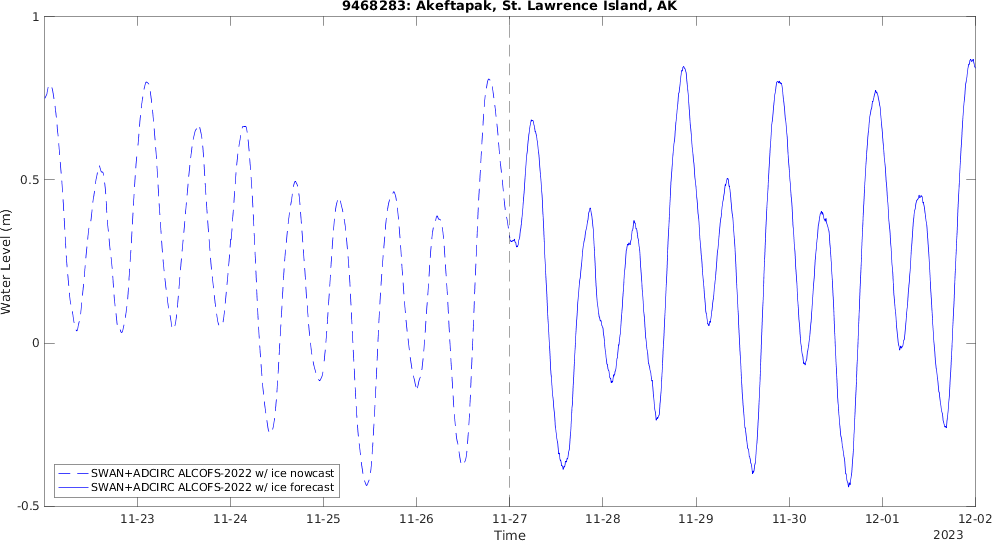 9468283: Akeftapak, St. Lawrence Island, AK
1
0.5
0
-0.5
Water Level (m)
SWAN+ADCIRC ALCOFS-2022 w/ ice nowcast
SWAN+ADCIRC ALCOFS-2022 w/ ice forecast
11-23 11-24 11-25 11-26 11-27 11-28 11-29 11-30 12-01 12-02
Time
2023